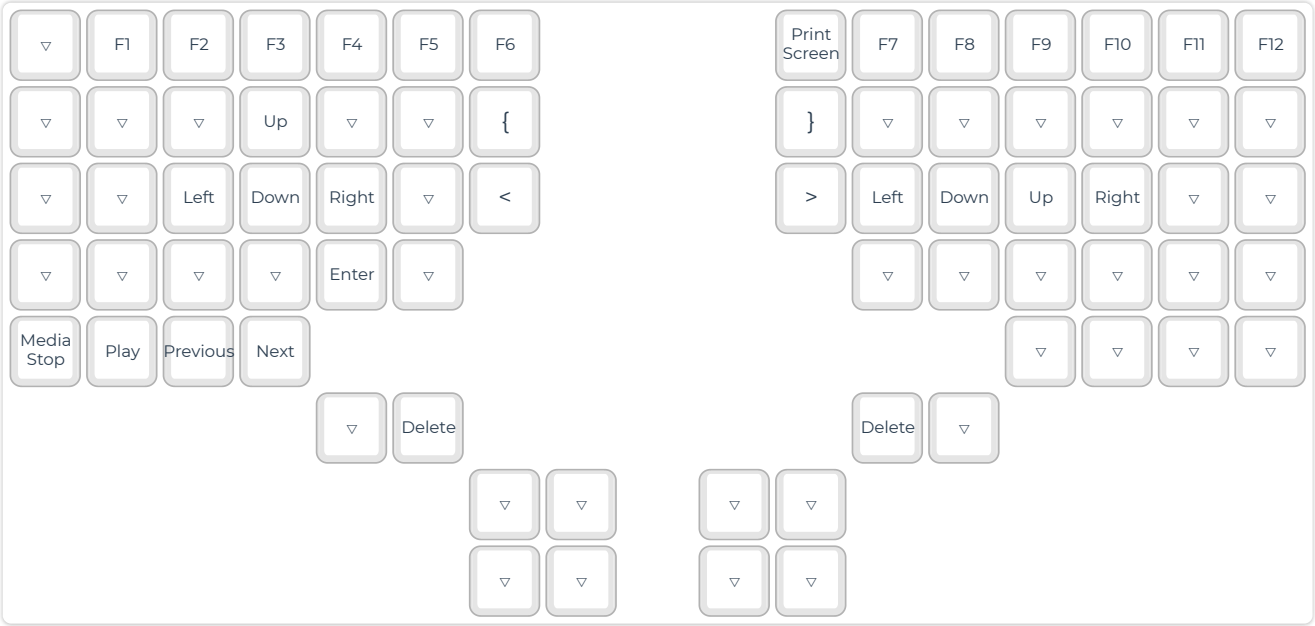 ▽ F1 F2 F3 F4 F5 F6 Print Screen F7 F8 F9 F10 F11 F12
▽ ▽ ▽ Up ▽ ▽ { } ▽ ▽ ▽ ▽ ▽ ▽
▽ ▽ Left Down Right ▽ < > Left Down Up Right ▽ ▽
▽ ▽ ▽ ▽ Enter ▽ ▽ ▽ ▽ ▽ ▽ ▽
Media Stop Play Previous Next ▽ ▽ ▽ ▽
▽ Delete Delete ▽
▽ ▽ ▽ ▽
▽ ▽ ▽ ▽